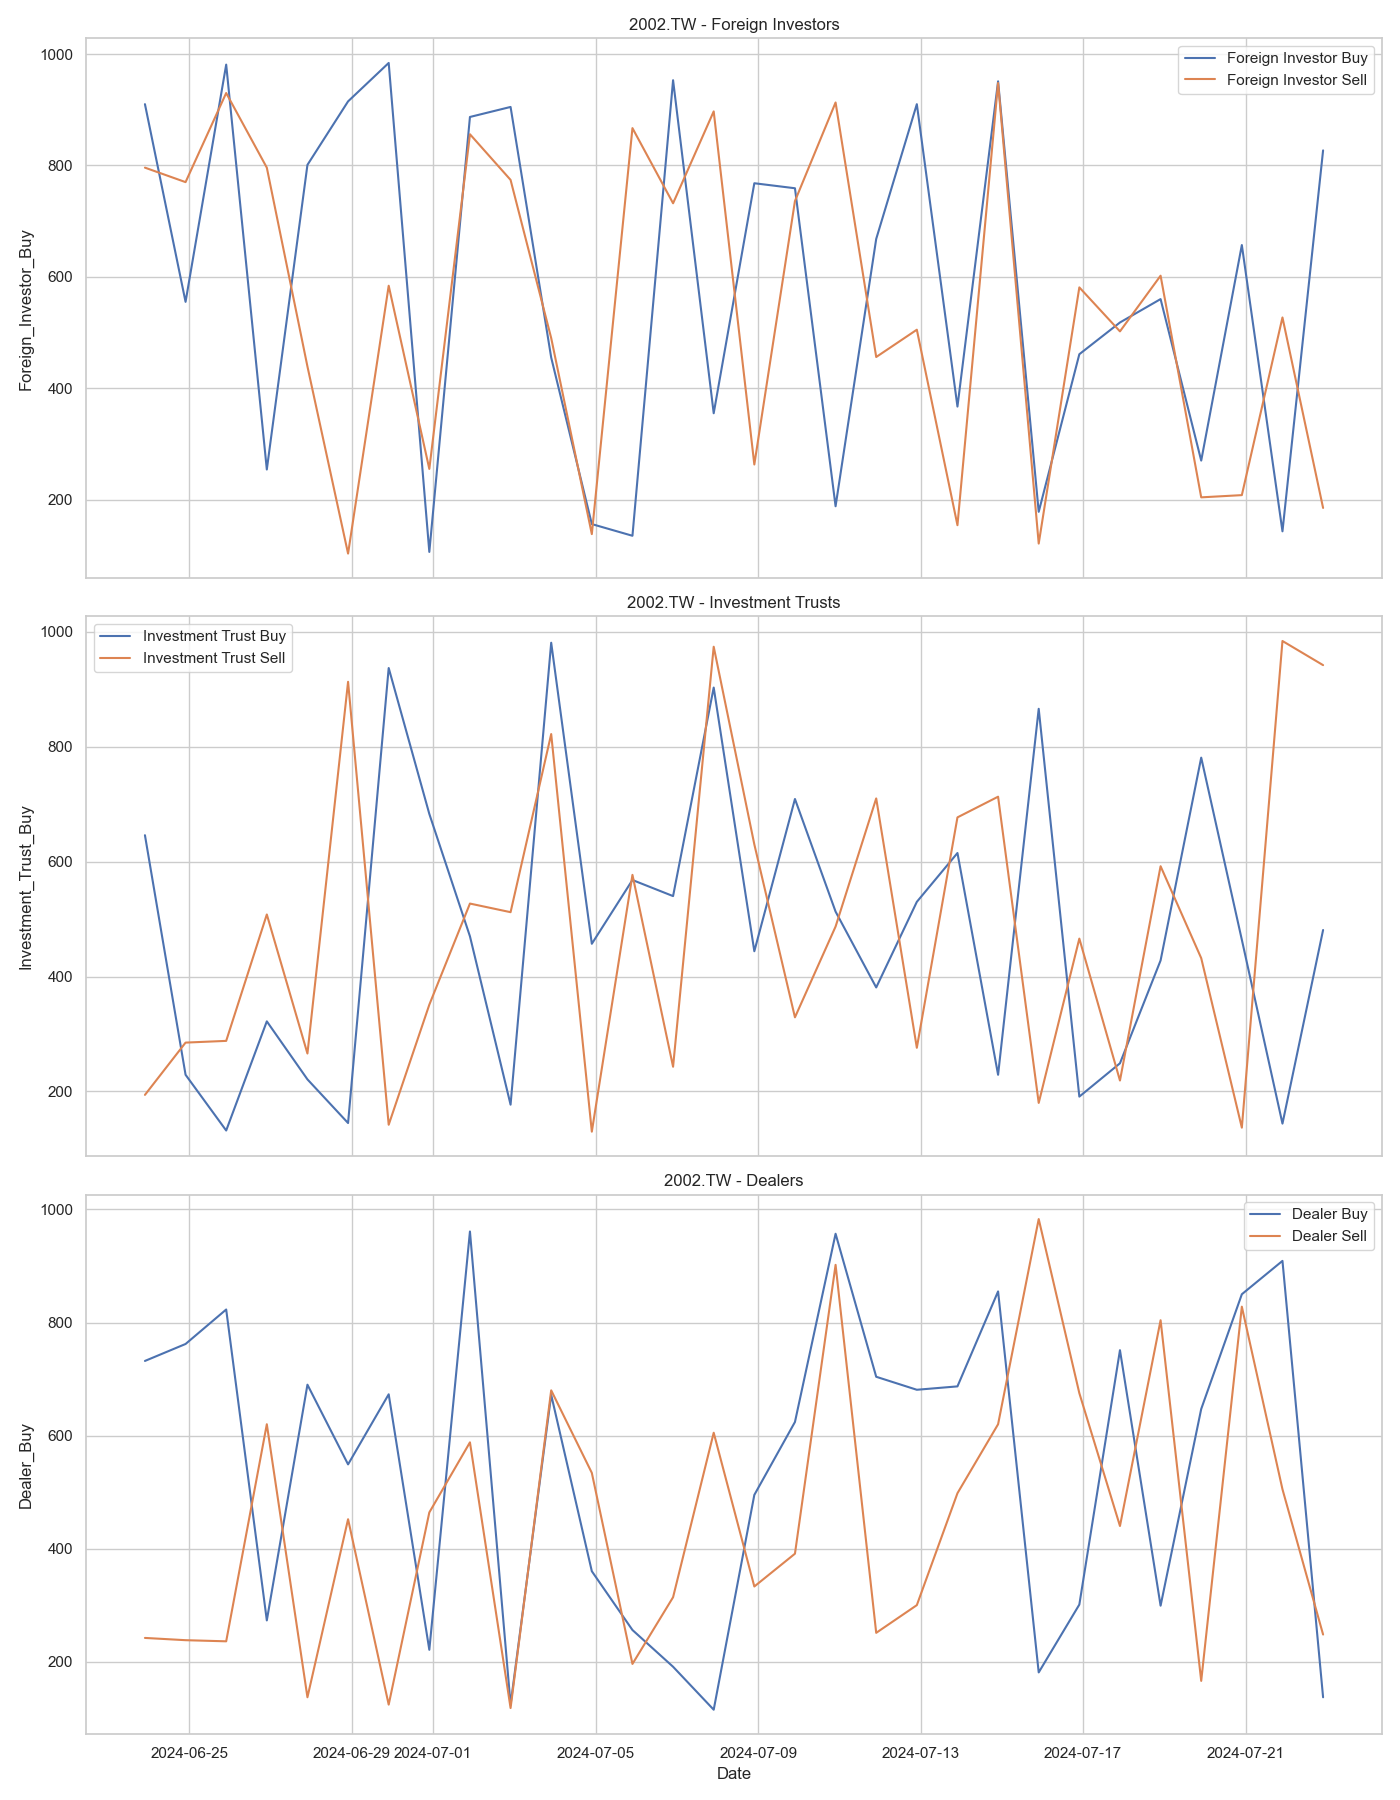 2002.TW - Foreign Investors
Foreign Investor Buy
Foreign Investor Sell
Foreign_Investor_Buy
1000
800
600
400
200
2002.TW - Investment Trusts
Investment Trust Buy
Investment Trust Sell
Investment_Trust_Buy
1000
800
600
400
200
2002.TW - Dealers
Dealer Buy
Dealer Sell
Dealer_Buy
1000
800
600
400
200
2024-06-25 2024-06-29 2024-07-01 2024-07-05 2024-07-09 2024-07-13 2024-07-17 2024-07-21
Date